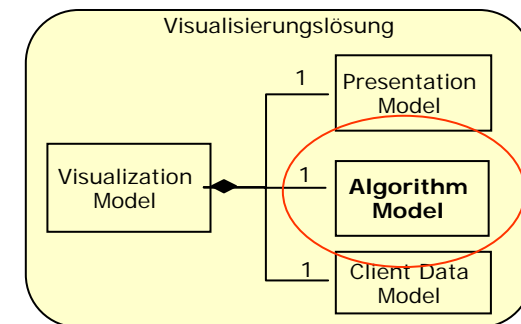 Visualisierungslösung
1
Presentation
Model
Visualization
Model
1
Algorithm
Model
1
Client Data
Model